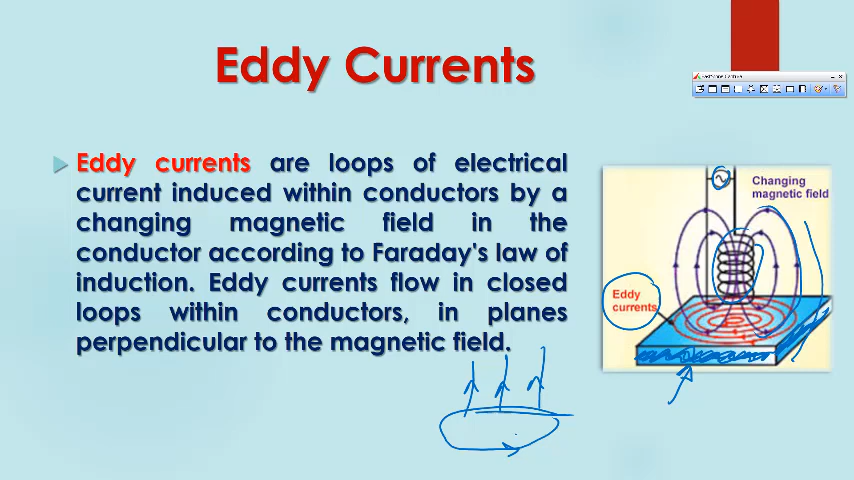 Eddy Currents
Eddy currents are loops of electrical
current induced within conductors by a
changing magnetic field in the
conductor according to Faraday's law of
induction. Eddy currents flow in closed
loops within conductors, in planes
perpendicular to the magnetic field.
Changing
magnetic field
Eddy
currents